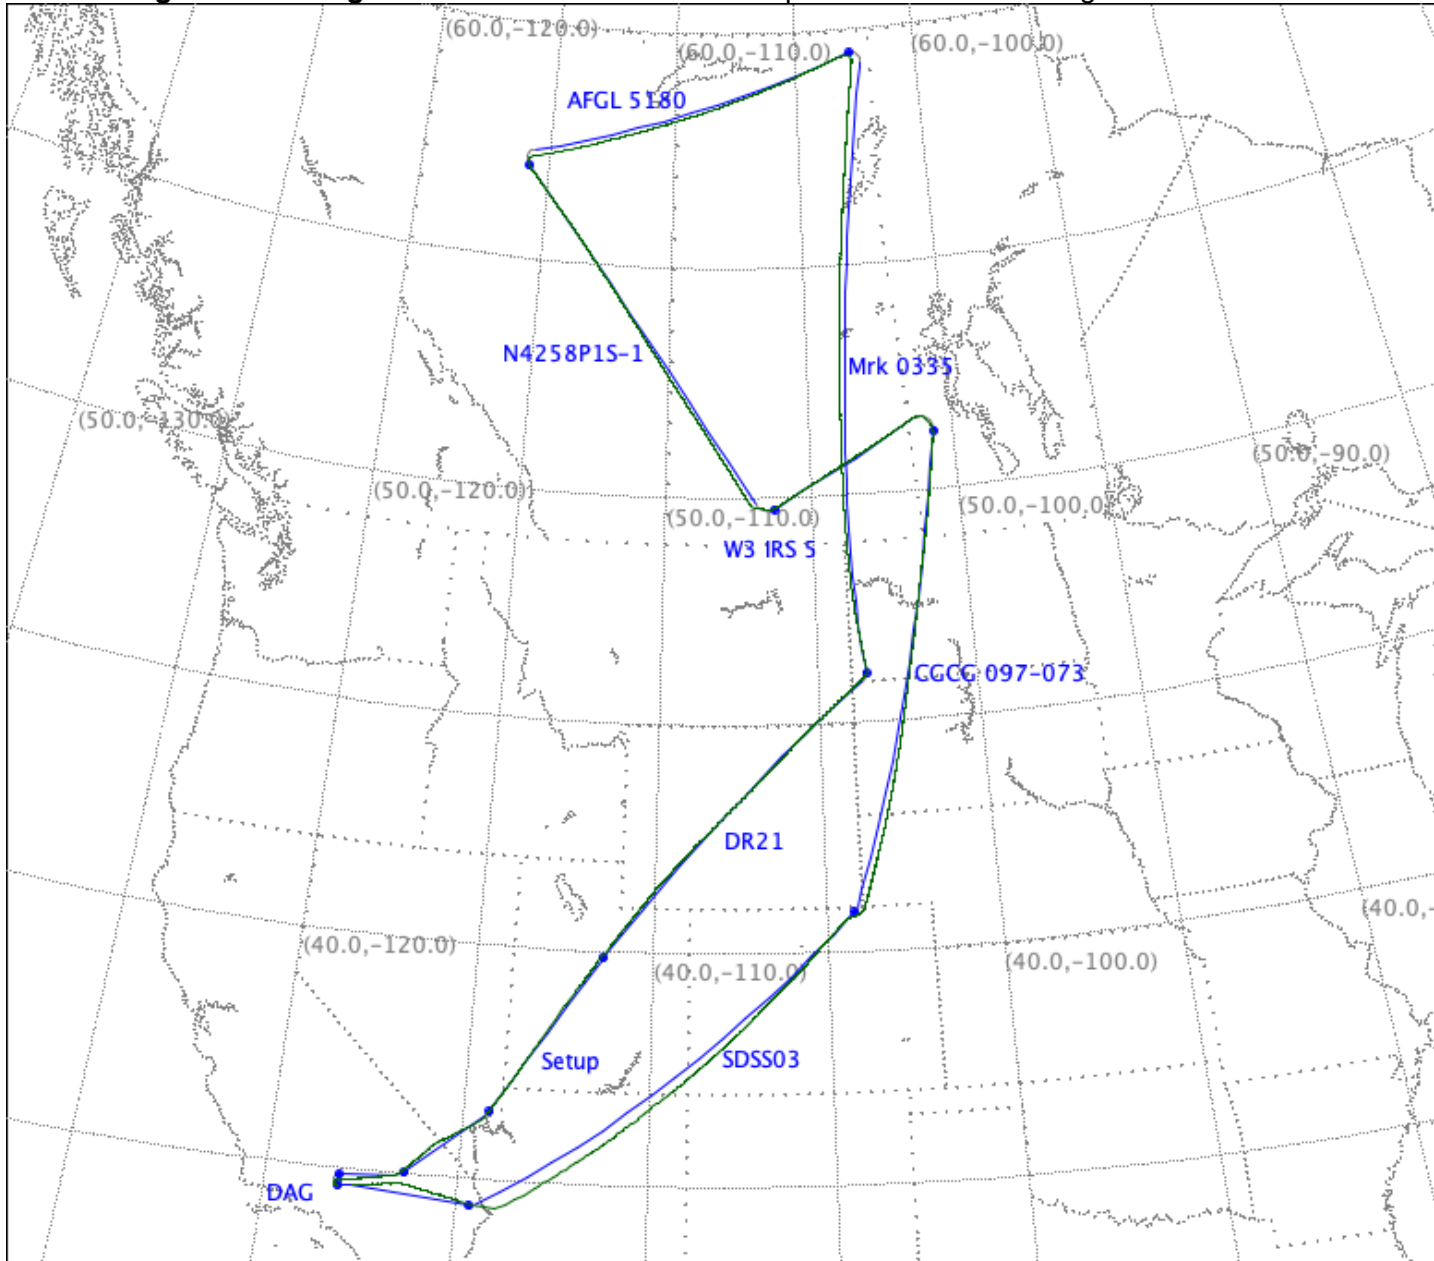 (60.0,-120.0)
(60.0,-110.0)
(60.0,-100.0)
AFGL 5180
N4258P1S-1
Mrk 0335
(50.0,-130.0)
(50.0,-90.0)
(50.0,-120.0)
(50.0,-110.0)
(50.0,-100.0)
W3 IRS 5
CGCG 097-073
DR21
(40.0,-
(40.0,-120.0)
(40.0,-110.0)
(40.0,-100.0)
Setup
SDSS03
DAG